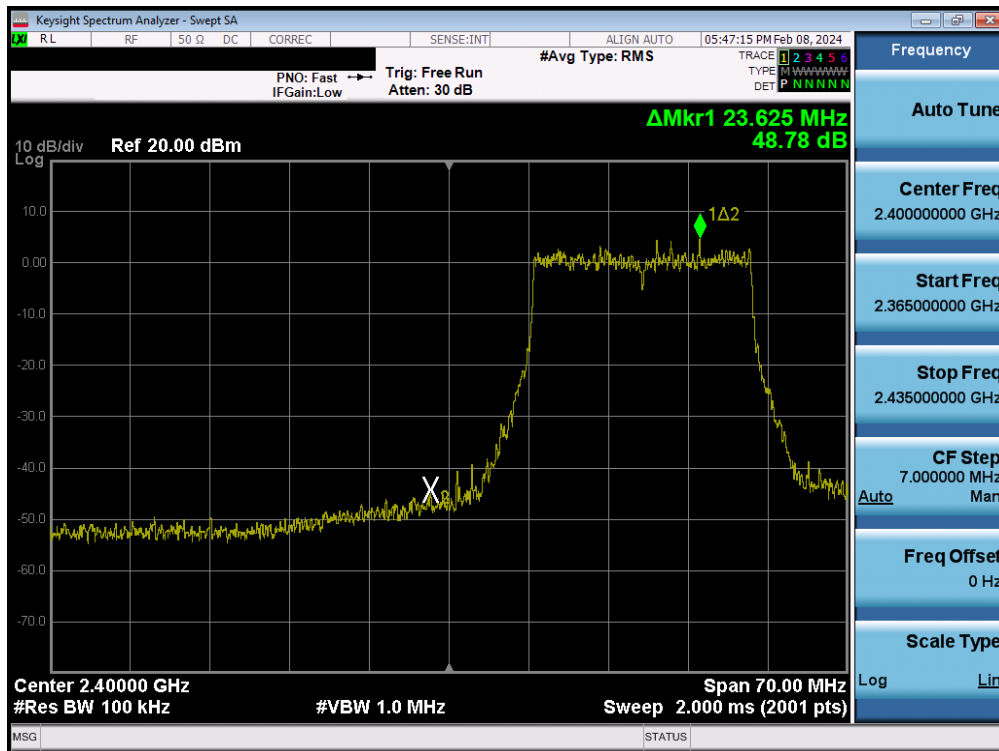 Keysight Spectrum Analyzer - Swept SA
LXI RL RF 50 Ω DC CORREC SENSE:INT ALIGN AUTO 05:47:15 PM Feb 08, 2024
Frequency
#Avg Type: RMS
TRACE 1 2 3 4 5 6
PNO: Fast Trig: Free Run
TYPE M WWWWW
IFGain:Low Atten: 30 dB
DET P N N N N N
Auto Tune
ΔMkr1 23.625 MHz
48.78 dB
10 dB/div Ref 20.00 dBm
Log
Center Freq
2.400000000 GHz
10.0
1Δ2
0.00
Start Freq
2.365000000 GHz
-10.0
-20.0
Stop Freq
2.435000000 GHz
-30.0
-40.0
CF Step
7.000000 MHz
Auto Man
X2
-50.0
Freq Offset
0 Hz
-60.0
-70.0
Scale Type
Log Lin
Center 2.40000 GHz Span 70.00 MHz
#Res BW 100 kHz #VBW 1.0 MHz Sweep 2.000 ms (2001 pts)
MSG STATUS